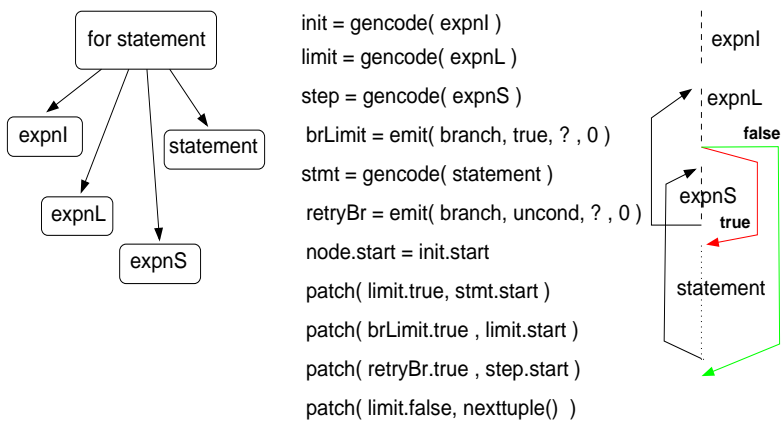 for statement
expnI
expnL
expnS
statement
init = gencode( expnI )
limit = gencode( expnL )
step = gencode( expnS )
brLimit = emit( branch, true, ? , 0 )
stmt = gencode( statement )
retryBr = emit( branch, uncond, ? , 0 )
node.start = init.start
patch( limit.true, stmt.start )
patch( brLimit.true , limit.start )
patch( retryBr.true , step.start )
patch( limit.false, nexttuple() )
expnI
expnL
false
expnS
true
statement